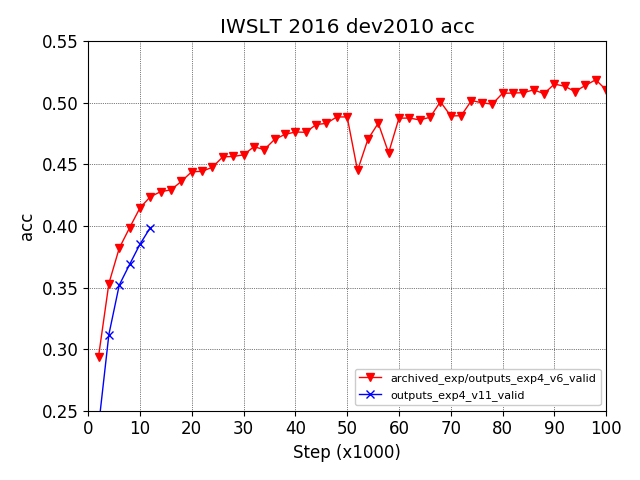 IWSLT 2016 dev2010 acc
0.55
0.50
0.45
0.40
0.35
0.30
0.25
acc
archived_exp/outputs_exp4_v6_valid
outputs_exp4_v11_valid
0 10 20 30 40 50 60 70 80 90 100
Step (x1000)